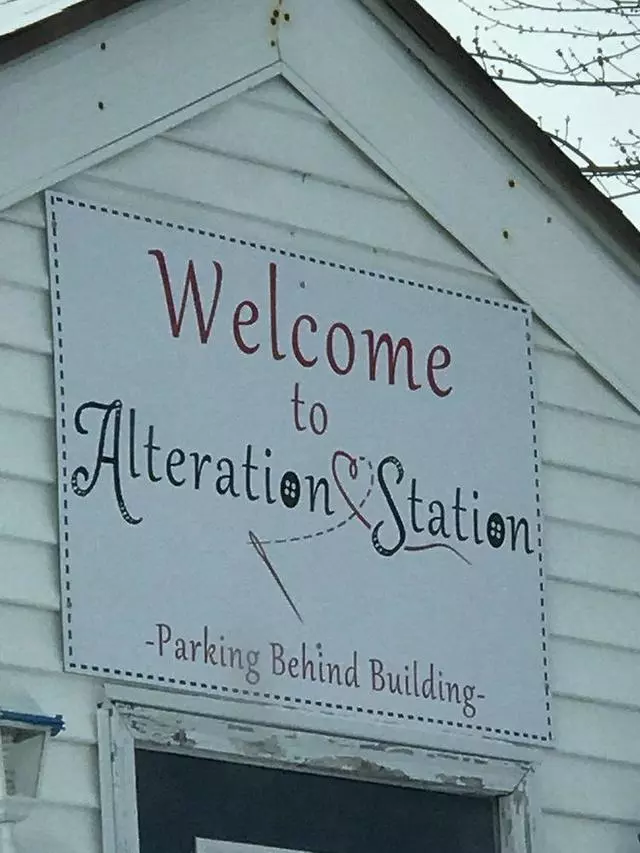 Welcome
to
Alteration Station
-Parking Behind Building-